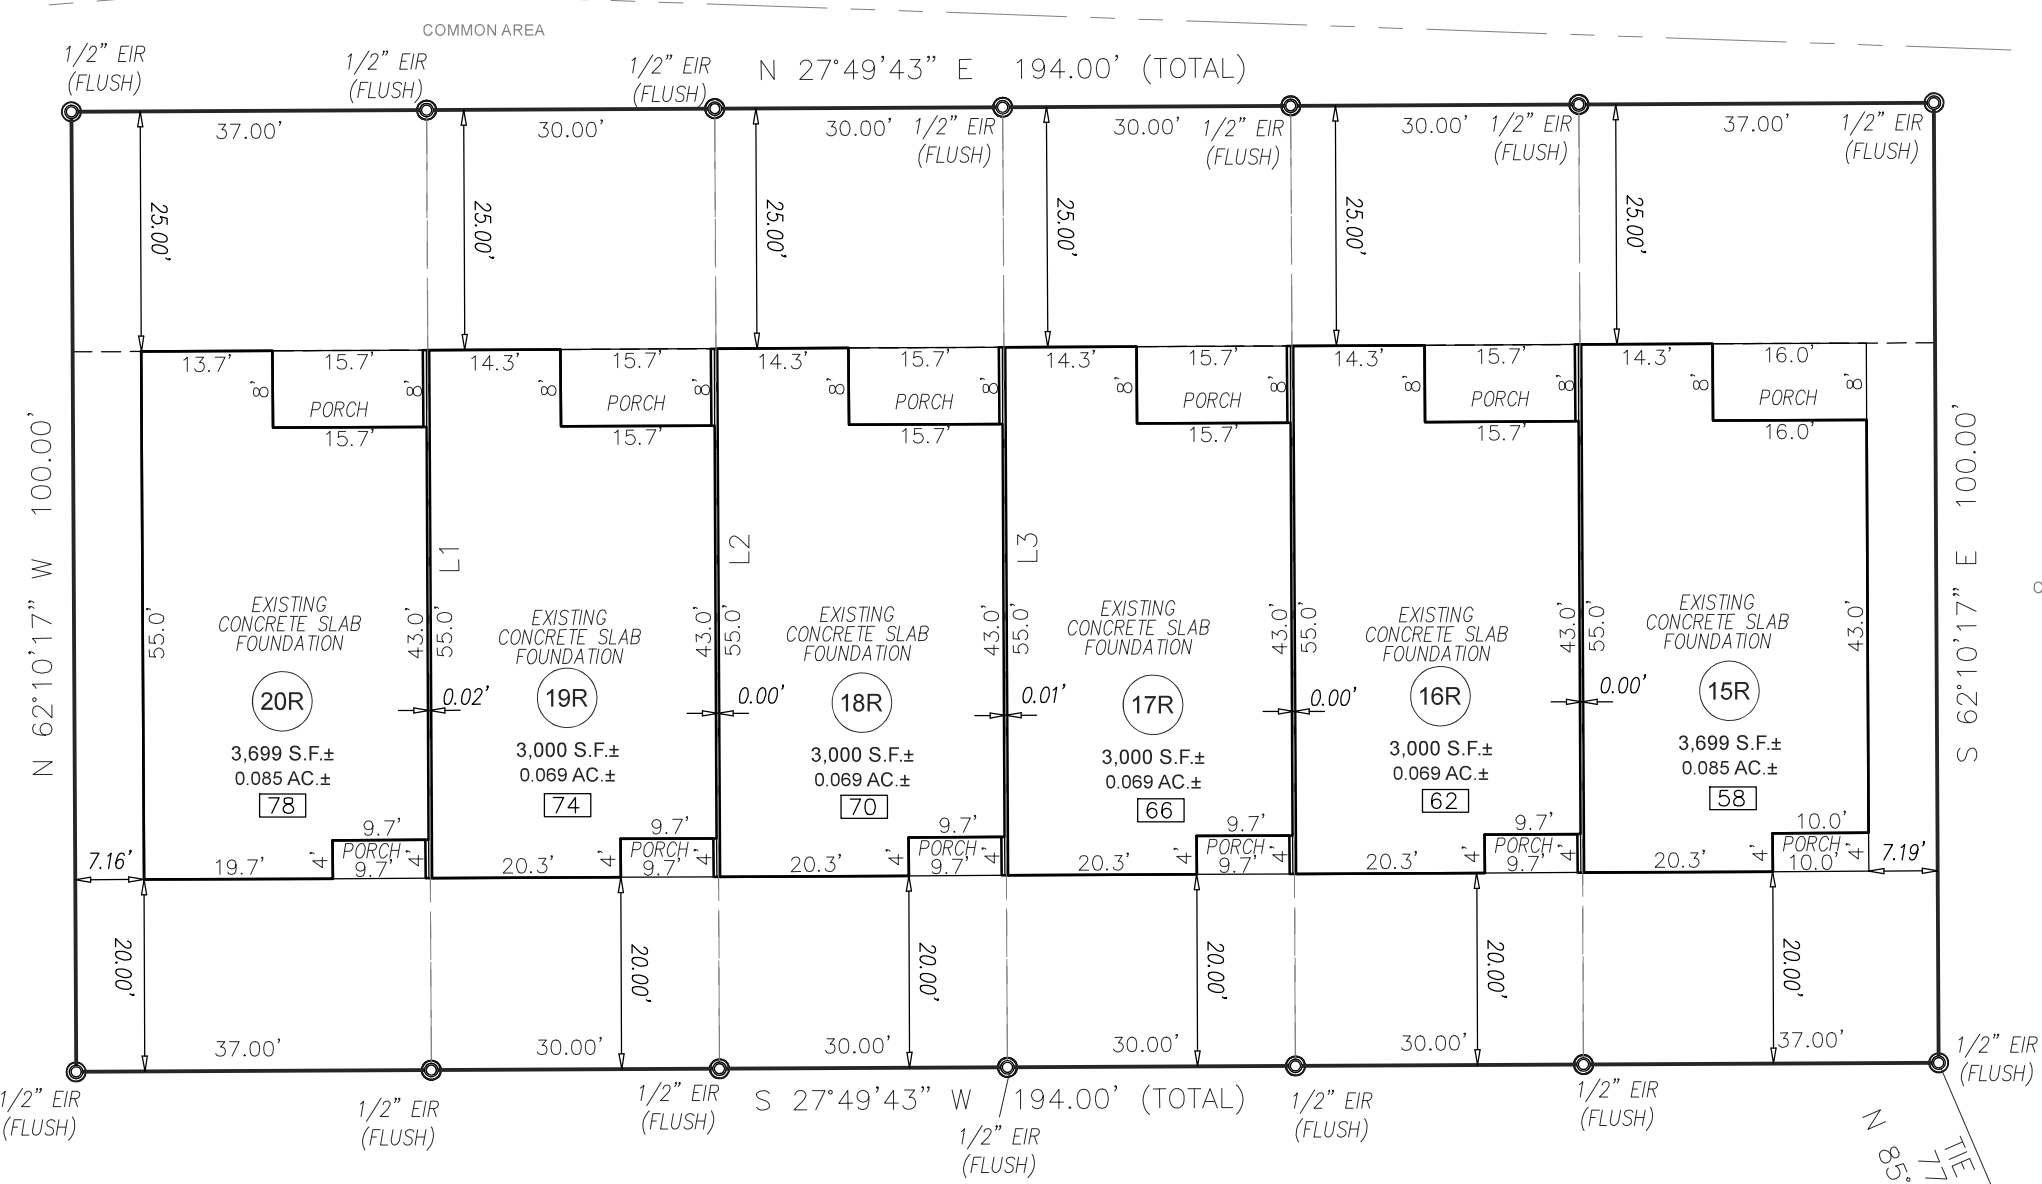 COMMON AREA
1/2” EIR
(FLUSH)
1/2” EIR
(FLUSH)
1/2” EIR
(FLUSH)
N 27°49'43” E 194.00' (TOTAL)
37.00'
30.00'
30.00'
1/2” EIR
(FLUSH)
30.00'
1/2” EIR
(FLUSH)
30.00'
1/2” EIR
(FLUSH)
37.00'
1/2” EIR
(FLUSH)
25.00'
25.00'
25.00'
25.00'
25.00'
25.00'
N 62°10'17” W 100.00'
S 62°10'17” E 100.00'
13.7'
15.7'
8'
8'
PORCH
15.7'
55.0'
43.0'
EXISTING
CONCRETE SLAB
FOUNDATION
20R
3,699 S.F.±
0.085 AC.±
78
9.7'
PORCH
4'
4'
19.7'
9.7'
7.16'
L1
0.02'
14.3'
15.7'
8'
8'
PORCH
15.7'
55.0'
43.0'
EXISTING
CONCRETE SLAB
FOUNDATION
19R
3,000 S.F.±
0.069 AC.±
74
9.7'
PORCH
4'
4'
20.3'
9.7'
L2
0.00'
14.3'
15.7'
8'
8'
PORCH
15.7'
55.0'
43.0'
EXISTING
CONCRETE SLAB
FOUNDATION
18R
3,000 S.F.±
0.069 AC.±
70
9.7'
PORCH
4'
4'
20.3'
9.7'
L3
0.01'
14.3'
15.7'
8'
8'
PORCH
15.7'
55.0'
43.0'
EXISTING
CONCRETE SLAB
FOUNDATION
17R
3,000 S.F.±
0.069 AC.±
66
9.7'
PORCH
4'
4'
20.3'
9.7'
0.00'
14.3'
15.7'
8'
8'
PORCH
15.7'
55.0'
43.0'
EXISTING
CONCRETE SLAB
FOUNDATION
16R
3,000 S.F.±
0.069 AC.±
62
9.7'
PORCH
4'
4'
20.3'
9.7'
0.00'
14.3'
16.0'
8'
8'
PORCH
16.0'
55.0'
43.0'
EXISTING
CONCRETE SLAB
FOUNDATION
15R
3,699 S.F.±
0.085 AC.±
58
10.0'
PORCH
4'
4'
20.3'
10.0'
7.19'
20.00'
20.00'
20.00'
20.00'
20.00'
20.00'
37.00'
30.00'
30.00'
30.00'
30.00'
37.00'
1/2” EIR
(FLUSH)
1/2” EIR
(FLUSH)
1/2” EIR
(FLUSH)
S 27°49'43” W 194.00' (TOTAL)
1/2” EIR
(FLUSH)
1/2” EIR
(FLUSH)
1/2” EIR
(FLUSH)
1/2” EIR
(FLUSH)
TIE
N 85°
77